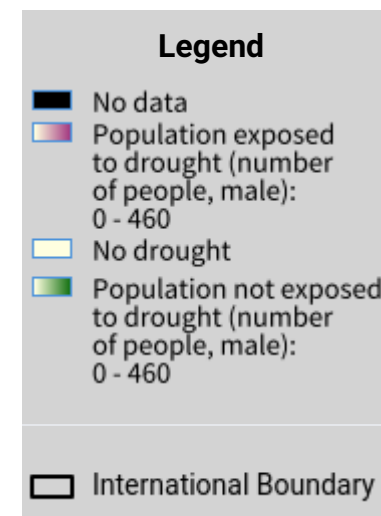 Legend
No data
Population exposed
to drought (number
of people, male):
0 - 460
No drought
Population not exposed
to drought (number
of people, male):
0 - 460
International Boundary